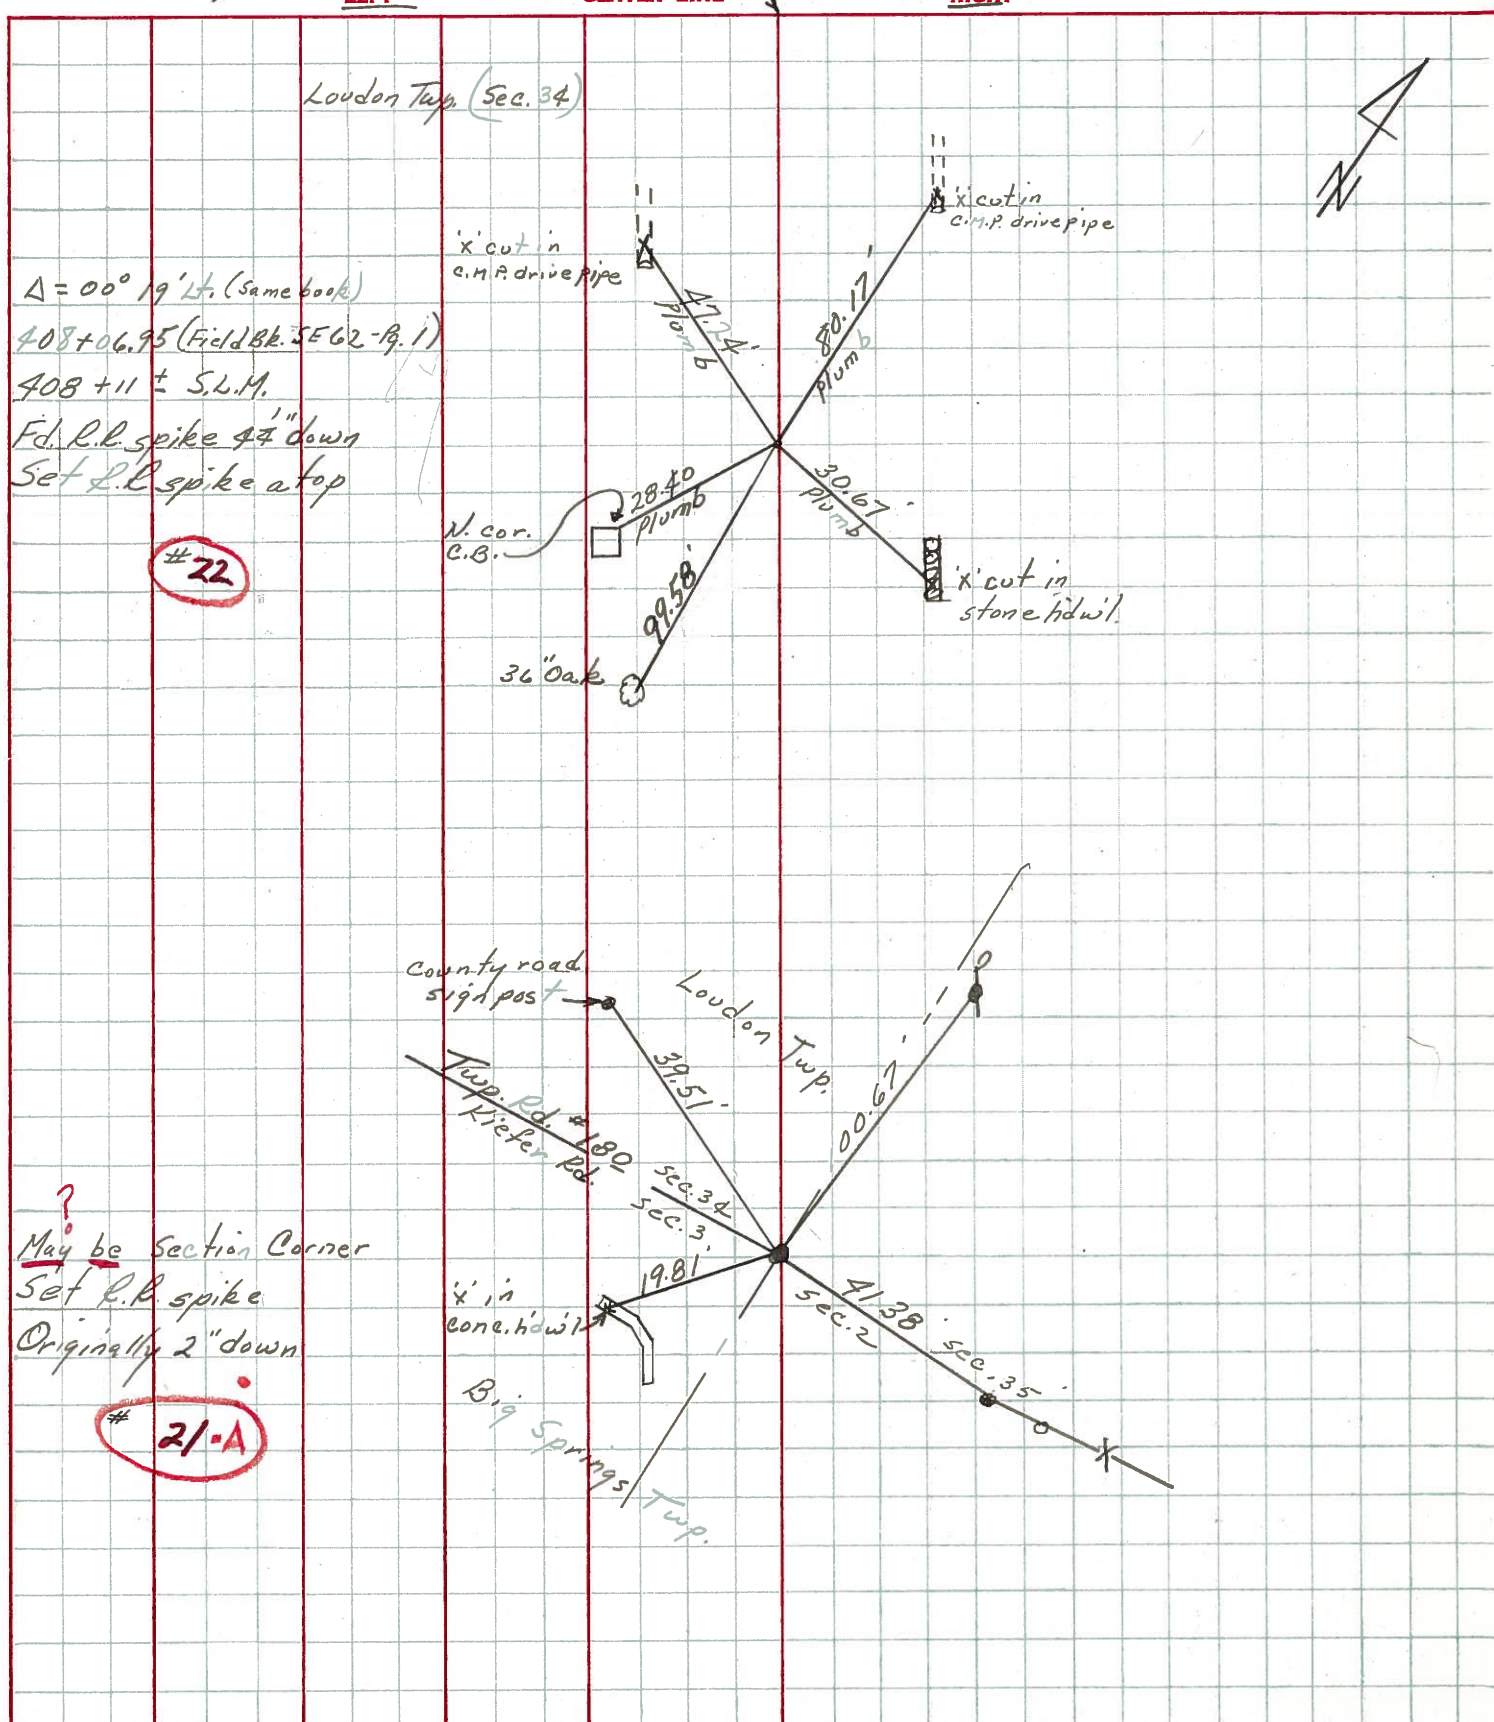 CENTER LINE
Loudon Twp. (Sec. 34)
'x' cut in
C.M.P. drive pipe
'x' cut in
C.M.P. drive pipe
N
Δ = 00° 19' Lt. (same book)
408+06.95 (Field Bk. SE62-Pg. 1)
408 +11 ± S.L.M.
Fd. R.R. spike 4" down
Set R.R. spike atop
#22
47.24'
plumb
80.17'
plumb
28.40
plumb
30.67'
plumb
N. cor.
C.B.
'x' cut in
stone hdw'l.
99.58'
36" Oak
County road
sign post
Loudon Twp.
39.51'
00.67'
Twp. Rd. #180
Kiefer Rd.
sec. 34
sec. 3
?
May be Section Corner
Set R.R. spike
Originally 2" down
#21-A
19.81'
'x' in
conc. hdw'l
41.38'
sec. 2
sec. 35
Big Springs Twp.